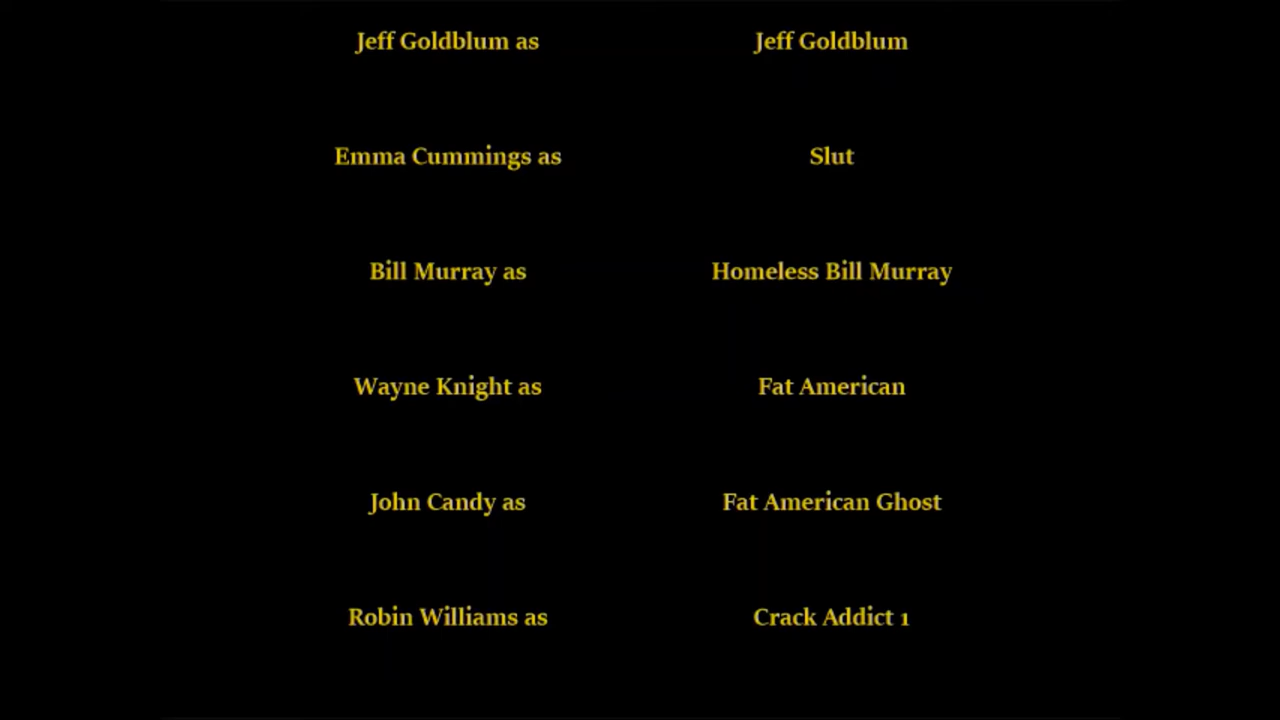 Jeff Goldblum as Jeff Goldblum
Emma Cummings as Slut
Bill Murray as Homeless Bill Murray
Wayne Knight as Fat American
John Candy as Fat American Ghost
Robin Williams as Crack Addict 1